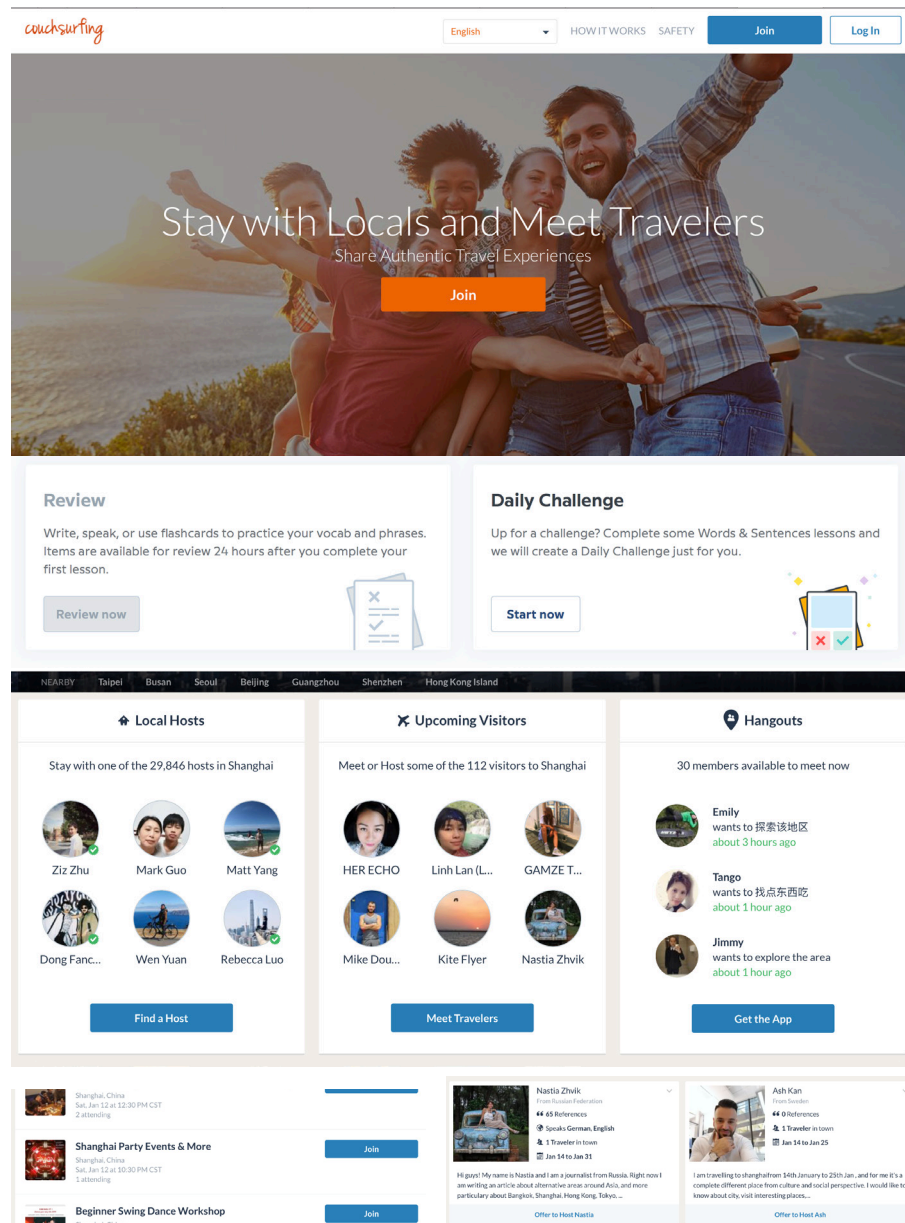 couchsurfing
English
HOW IT WORKS
SAFETY
Join
Log In
Stay with Locals and Meet Travelers
Share Authentic Travel Experiences
Join
Review
Write, speak, or use flashcards to practice your vocab and phrases.
Items are available for review 24 hours after you complete your
first lesson.
Review now
Daily Challenge
Up for a challenge? Complete some Words & Sentences lessons and
we will create a Daily Challenge just for you.
Start now
NEARBY Taipei Busan Seoul Beijing Guangzhou Shenzhen Hong Kong Island
Local Hosts
Stay with one of the 29,846 hosts in Shanghai
Ziz Zhu Mark Guo Matt Yang
Dong Fanc... Wen Yuan Rebecca Luo
Find a Host
Upcoming Visitors
Meet or Host some of the 112 visitors to Shanghai
HER ECHO Linh Lan (L... GAMZE T...
Mike Dou... Kite Flyer Nastia Zhvik
Meet Travelers
Hangouts
30 members available to meet now
Emily
wants to 探索该地区
about 3 hours ago
Tango
wants to 找点东西吃
about 1 hour ago
Jimmy
wants to explore the area
about 1 hour ago
Get the App
Shanghai, China
Sat, Jan 12 at 12:30 PM CST
2 attending
Shanghai Party Events & More
Shanghai, China
Sat, Jan 12 at 10:30 PM CST
1 attending
Join
Beginner Swing Dance Workshop
Join
Nastia Zhvik
From Russian Federation
65 References
Speaks German, English
1 Traveler in town
Jan 14 to Jan 31
Hi guys! My name is Nastia and I am a journalist from Russia. Right now I
am writing an article about alternative areas around Asia, and more
particulary about Bangkok, Shanghai, Hong Kong, Tokyo, ...
Offer to Host Nastia
Ash Kan
From Sweden
0 References
1 Traveler in town
Jan 14 to Jan 25
I am travelling to shanghaifrom 14th January to 25th Jan , and for me it's a
complete different place from culture and social perspective. I would like to
know about city, visit interesting places,...
Offer to Host Ash